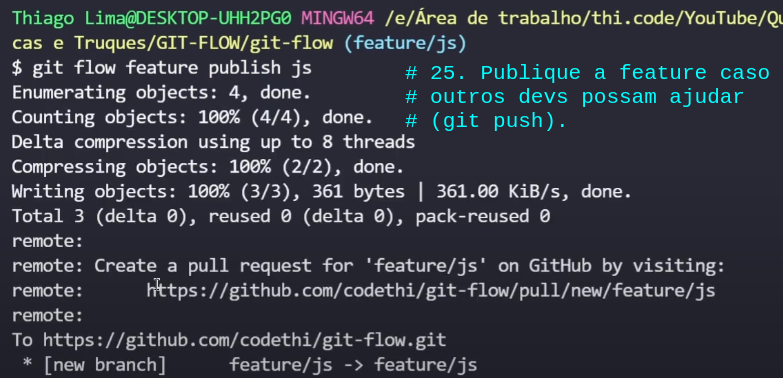 Thiago Lima@DESKTOP-UHH2PG0 MINGW64 /e/Área de trabalho/thi.code/YouTube/Qu
cas e Truques/GIT-FLOW/git-flow (feature/js)
$ git flow feature publish js
# 25. Publique a feature caso
# outros devs possam ajudar
# (git push).
Enumerating objects: 4, done.
Counting objects: 100% (4/4), done.
Delta compression using up to 8 threads
Compressing objects: 100% (2/2), done.
Writing objects: 100% (3/3), 361 bytes | 361.00 KiB/s, done.
Total 3 (delta 0), reused 0 (delta 0), pack-reused 0
remote:
remote: Create a pull request for 'feature/js' on GitHub by visiting:
remote:      https://github.com/codethi/git-flow/pull/new/feature/js
remote:
To https://github.com/codethi/git-flow.git
 * [new branch]      feature/js -> feature/js